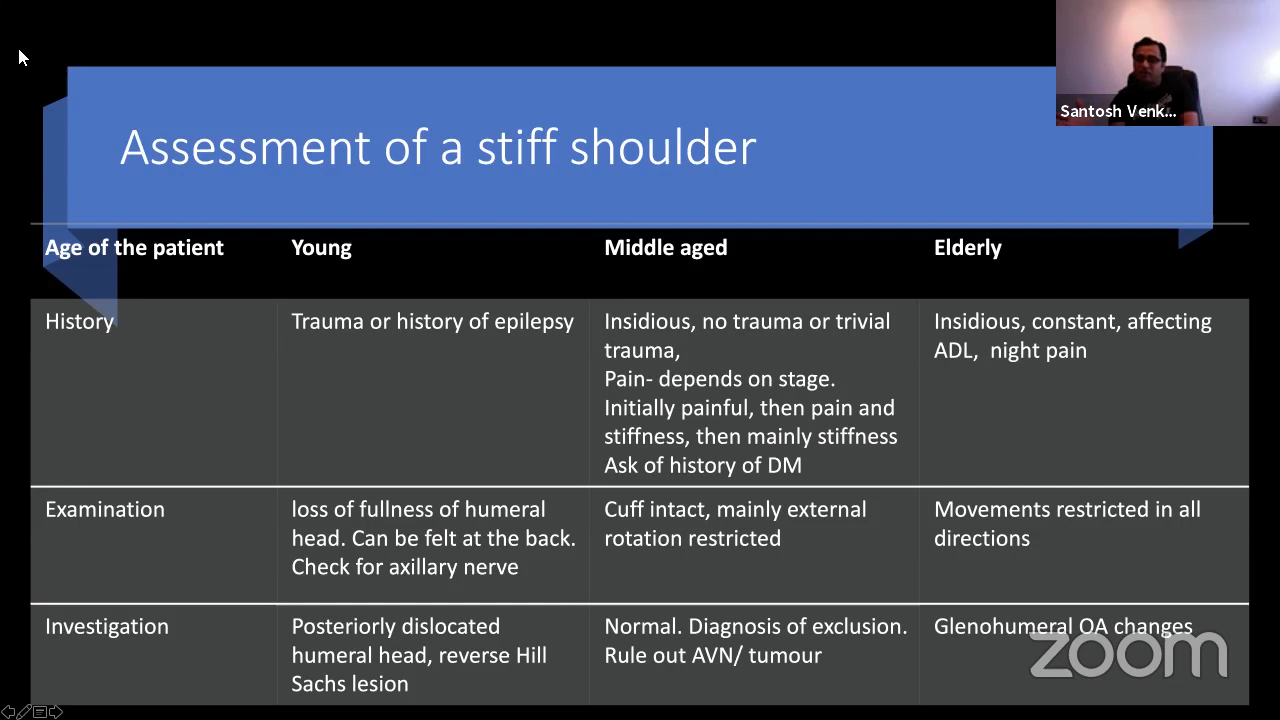 Santosh Venk...
Assessment of a stiff shoulder
Age of the patient
Young
Middle aged
Elderly
History
Trauma or history of epilepsy
Insidious, no trauma or trivial
trauma,
Pain- depends on stage.
Initially painful, then pain and
stiffness, then mainly stiffness
Ask of history of DM
Insidious, constant, affecting
ADL, night pain
Examination
loss of fullness of humeral
head. Can be felt at the back.
Check for axillary nerve
Cuff intact, mainly external
rotation restricted
Movements restricted in all
directions
Investigation
Posteriorly dislocated
humeral head, reverse Hill
Sachs lesion
Normal. Diagnosis of exclusion.
Rule out AVN/ tumour
Glenohumeral OA changes
zoom